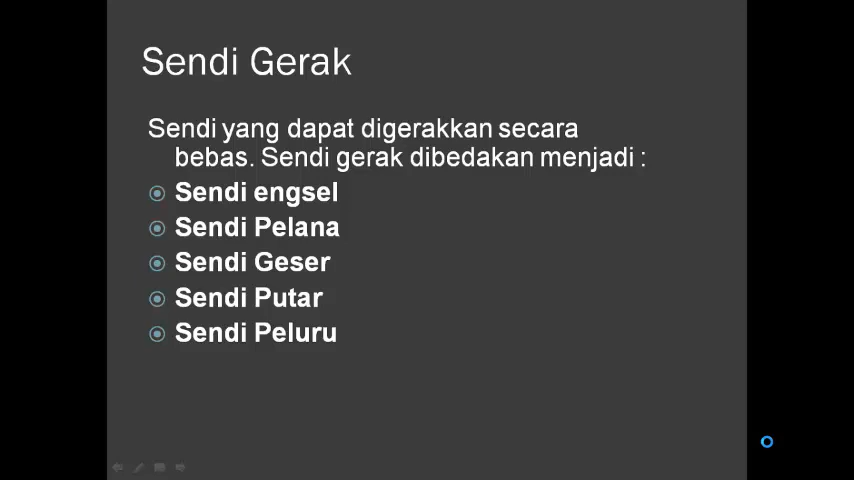 Sendi Gerak
Sendi yang dapat digerakkan secara
bebas. Sendi gerak dibedakan menjadi :
Sendi engsel
Sendi Pelana
Sendi Geser
Sendi Putar
Sendi Peluru